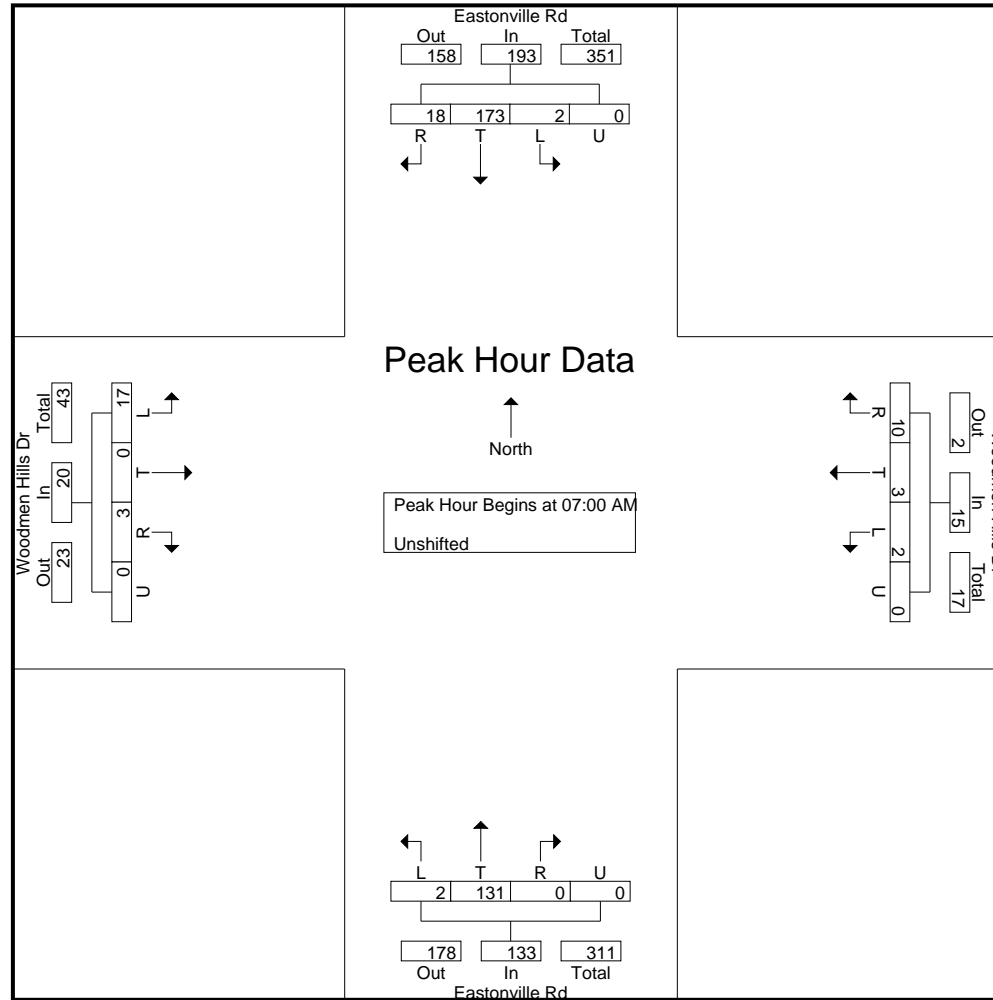 Eastonville Rd
Out In Total
158 193 351
18 173 2 0
R T L U
Peak Hour Data
North
Peak Hour Begins at 07:00 AM
Unshifted
Woodmen Hills Dr
Total In Out
43 20 23
17 0 3 0
L T R U
Out In Total
2 15 17
10 3 2 0
R T L U
L T R U
2 131 0 0
178 133 311
Out In Total
Eastonville Rd